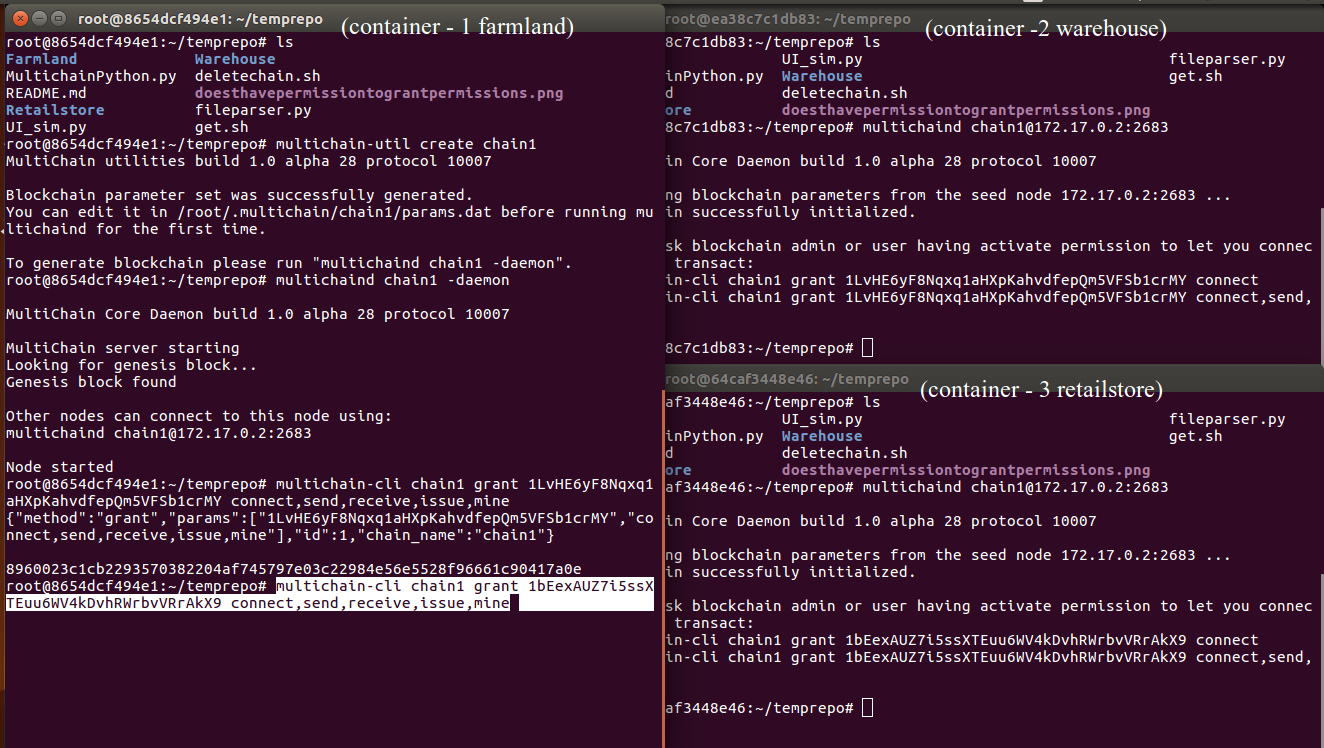 root@8654dcf494e1: ~/temprepo
(container - 1 farmland)
root@8654dcf494e1:~/temprepo# ls
Farmland Warehouse
MultichainPython.py deletechain.sh
README.md doesthavepermissiontograntpermissions.png
Retailstore fileparser.py
UI_sim.py get.sh
root@8654dcf494e1:~/temprepo# multichain-util create chain1
MultiChain utilities build 1.0 alpha 28 protocol 10007
Blockchain parameter set was successfully generated.
You can edit it in /root/.multichain/chain1/params.dat before running mu
ltichaind for the first time.
To generate blockchain please run "multichaind chain1 -daemon".
root@8654dcf494e1:~/temprepo# multichaind chain1 -daemon
MultiChain Core Daemon build 1.0 alpha 28 protocol 10007
MultiChain server starting
Looking for genesis block...
Genesis block found
Other nodes can connect to this node using:
multichaind chain1@172.17.0.2:2683
Node started
root@8654dcf494e1:~/temprepo# multichain-cli chain1 grant 1LvHE6yF8Nqxq1
aHXpKahvdfepQm5VFSb1crMY connect,send,receive,issue,mine
{"method":"grant","params":["1LvHE6yF8Nqxq1aHXpKahvdfepQm5VFSb1crMY","co
nnect,send,receive,issue,mine"],"id":1,"chain_name":"chain1"}
8960023c1cb2293570382204af745797e03c22984e56e5528f96661c90417a0e
root@8654dcf494e1:~/temprepo# multichain-cli chain1 grant 1bEexAUZ7i5ssX
TEuu6WV4kDvhRWrbvVRrAkX9 connect,send,receive,issue,mine
root@ea38c7c1db83: ~/temprepo
(container -2 warehouse)
8c7c1db83:~/temprepo# ls
UI_sim.py fileparser.py
inPython.py Warehouse get.sh
d deletechain.sh
ore doesthavepermissiontograntpermissions.png
8c7c1db83:~/temprepo# multichaind chain1@172.17.0.2:2683
in Core Daemon build 1.0 alpha 28 protocol 10007
ng blockchain parameters from the seed node 172.17.0.2:2683 ...
in successfully initialized.
sk blockchain admin or user having activate permission to let you connec
transact:
in-cli chain1 grant 1LvHE6yF8Nqxq1aHXpKahvdfepQm5VFSb1crMY connect
in-cli chain1 grant 1LvHE6yF8Nqxq1aHXpKahvdfepQm5VFSb1crMY connect,send,
8c7c1db83:~/temprepo#
root@64caf3448e46: ~/temprepo
(container - 3 retailstore)
af3448e46:~/temprepo# ls
UI_sim.py fileparser.py
inPython.py Warehouse get.sh
d deletechain.sh
ore doesthavepermissiontograntpermissions.png
af3448e46:~/temprepo# multichaind chain1@172.17.0.2:2683
in Core Daemon build 1.0 alpha 28 protocol 10007
ng blockchain parameters from the seed node 172.17.0.2:2683 ...
in successfully initialized.
sk blockchain admin or user having activate permission to let you connec
transact:
in-cli chain1 grant 1bEexAUZ7i5ssXTEuu6WV4kDvhRWrbvVRrAkX9 connect
in-cli chain1 grant 1bEexAUZ7i5ssXTEuu6WV4kDvhRWrbvVRrAkX9 connect,send,
af3448e46:~/temprepo#